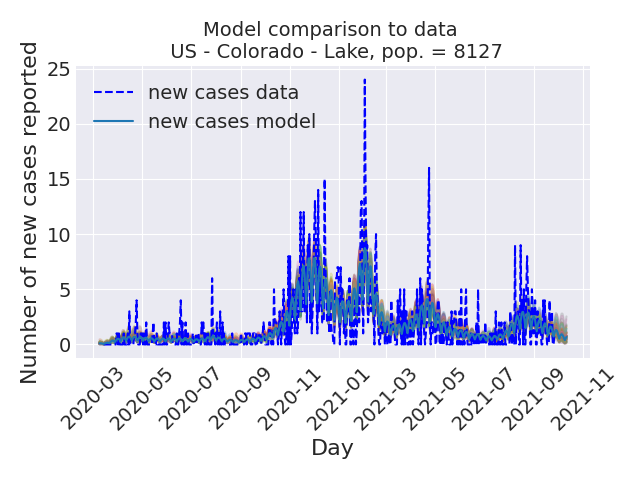 Model comparison to data
US - Colorado - Lake, pop. = 8127
Number of new cases reported
25
20
15
10
5
0
new cases data
new cases model
2020-03
2020-05
2020-07
2020-09
2020-11
2021-01
2021-03
2021-05
2021-07
2021-09
2021-11
Day